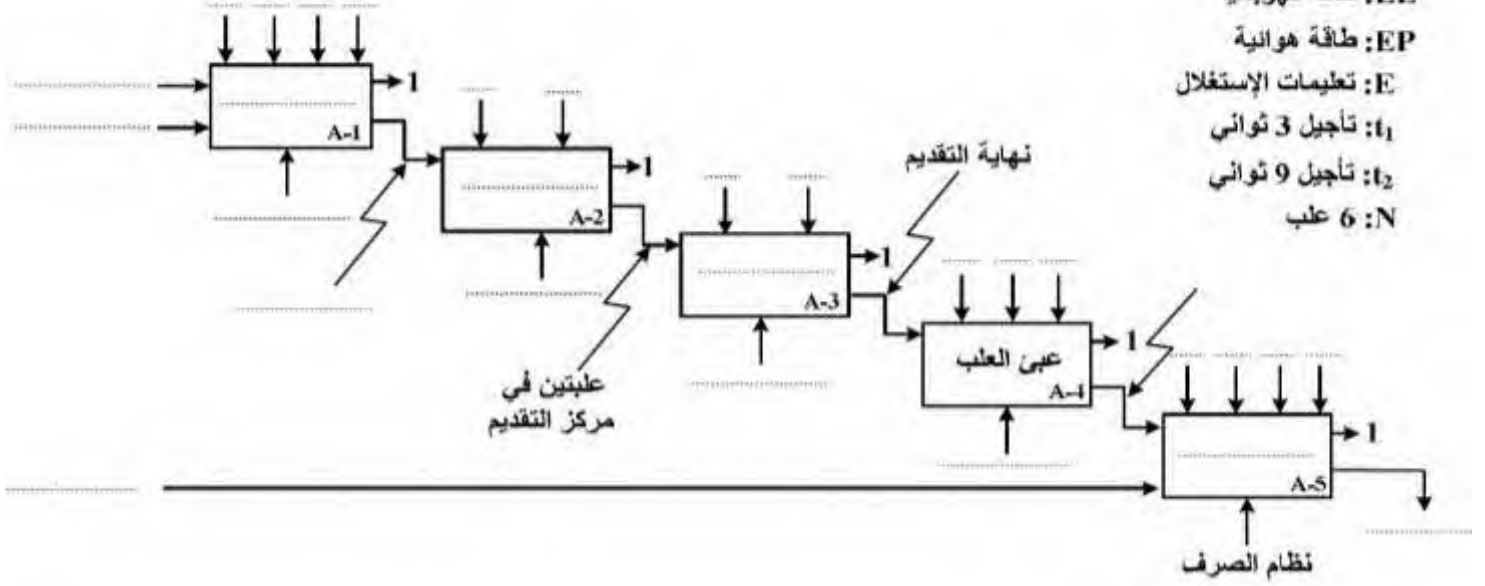 EP: طاقة هوائية
E: تعليمات الإستغلال
t₁: تأجيل 3 ثواني
t₂: تأجيل 9 ثواني
N: 6 علب
1
A-1
1
A-2
نهاية التقديم
1
A-3
علبتين في
مركز التقديم
1
عبئ العلب
A-4
1
A-5
نظام الصرف